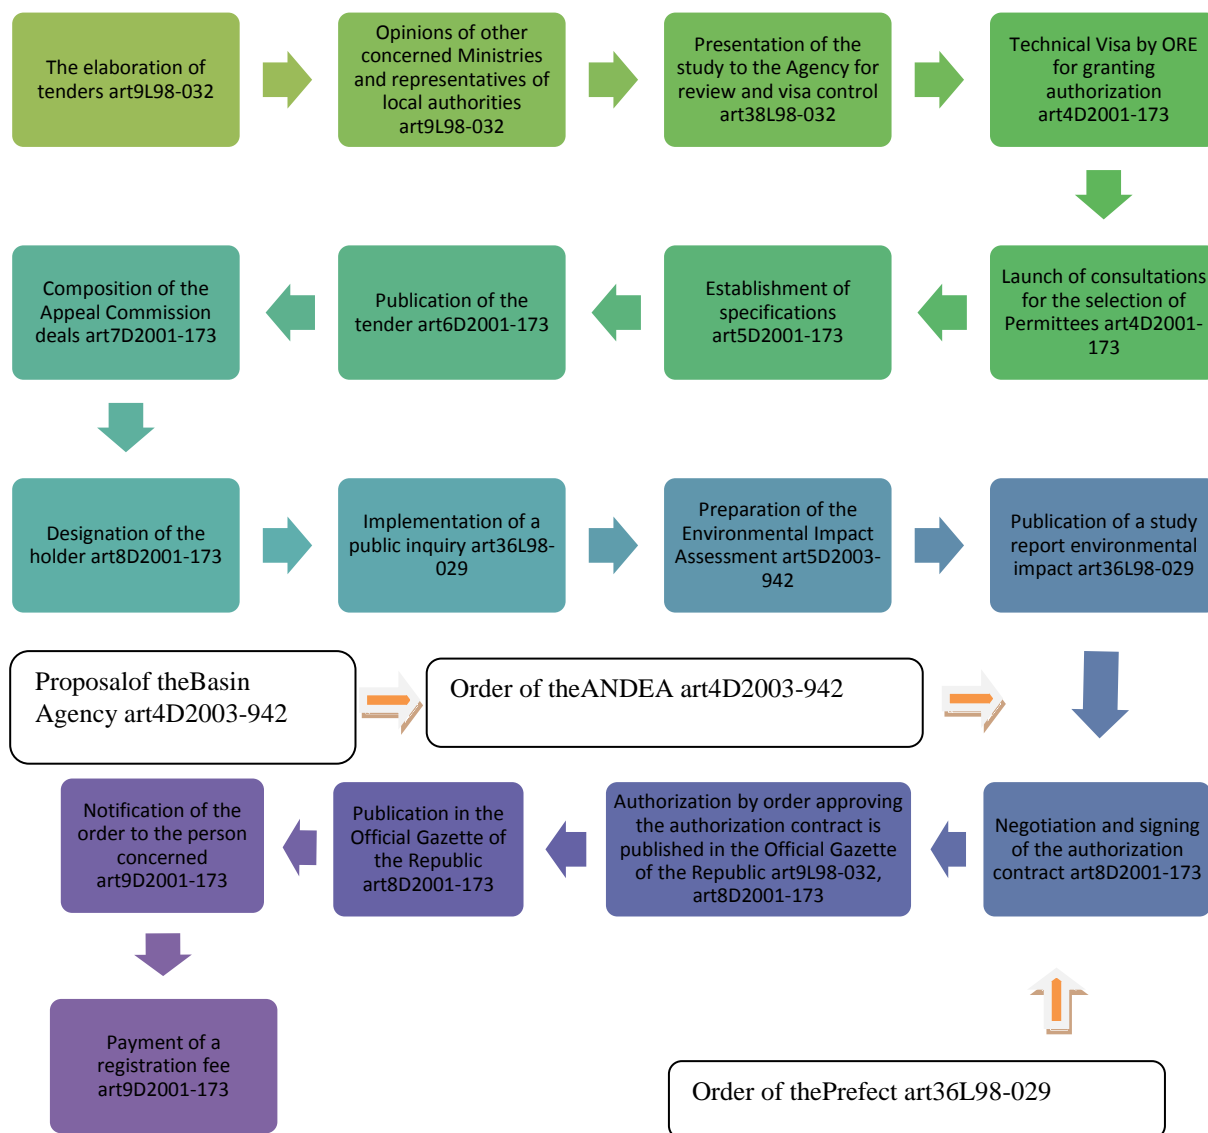 The elaboration of
tenders art9L98-032
Opinions of other
concerned Ministries
and representatives of
local authorities
art9L98-032
Presentation of the
study to the Agency for
review and visa control
art38L98-032
Technical Visa by ORE
for granting
authorization
art4D2001-173
Launch of consultations
for the selection of
Permittees art4D2001-
173
Establishment of
specifications
art5D2001-173
Publication of the
tender art6D2001-173
Composition of the
Appeal Commission
deals art7D2001-173
Designation of the
holder art8D2001-173
Implementation of a
public inquiry art36L98-
029
Preparation of the
Environmental Impact
Assessment art5D2003-
942
Publication of a study
report environmental
impact art36L98-029
Proposalof theBasin
Agency art4D2003-942
Order of theANDEA art4D2003-942
Negotiation and signing
of the authorization
contract art8D2001-173
Authorization by order approving
the authorization contract is
published in the Official Gazette
of the Republic art9L98-032,
art8D2001-173
Publication in the
Official Gazette of
the Republic
art8D2001-173
Notification of the
order to the person
concerned
art9D2001-173
Payment of a
registration fee
art9D2001-173
Order of thePrefect art36L98-029